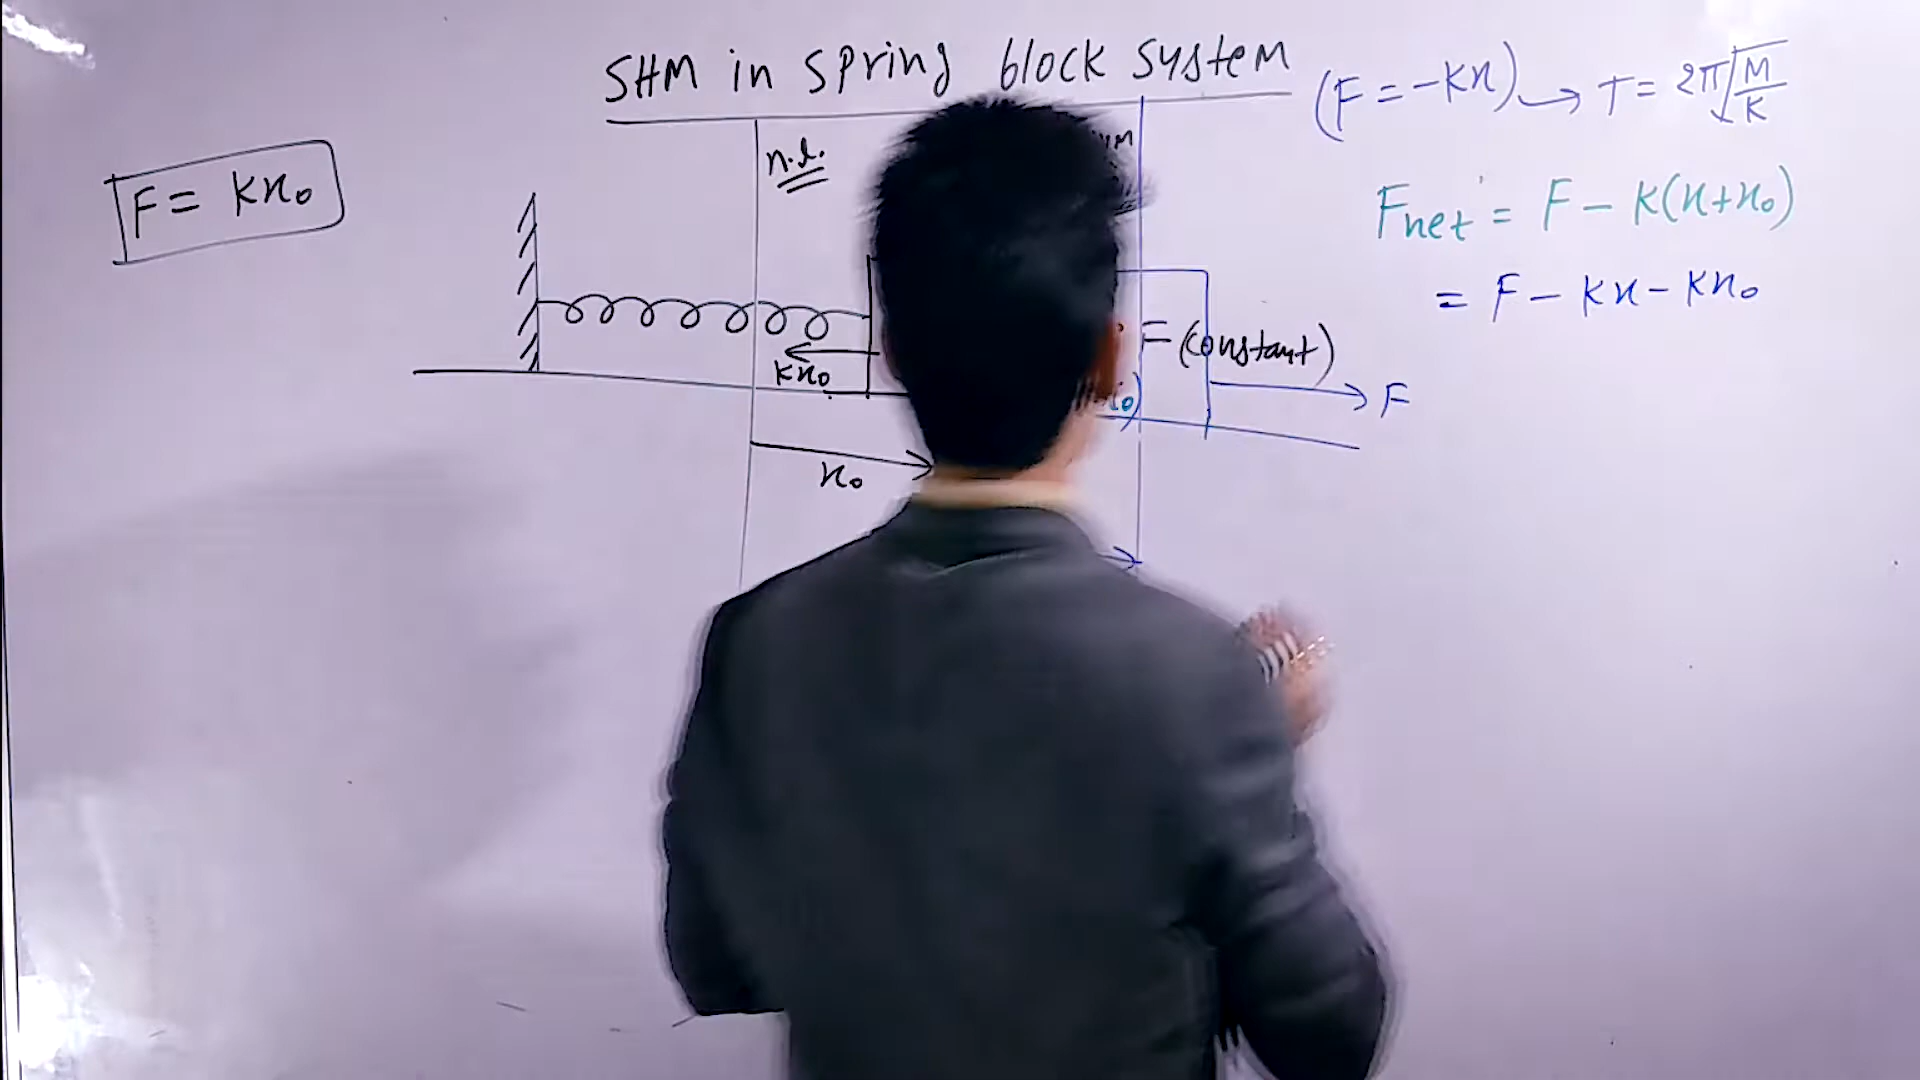 SHM in spring block system
(F = -Kx) → T = 2π√M/K
n.l.
F = Kx₀
Fnet = F - K(x+x₀)
= F - Kx - Kx₀
F (constant)
Kx₀
F
x₀